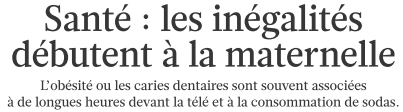 Santé : les inégalités
débutent à la maternelle
L'obésité ou les caries dentaires sont souvent associées
à de longues heures devant la télé et à la consommation de sodas.